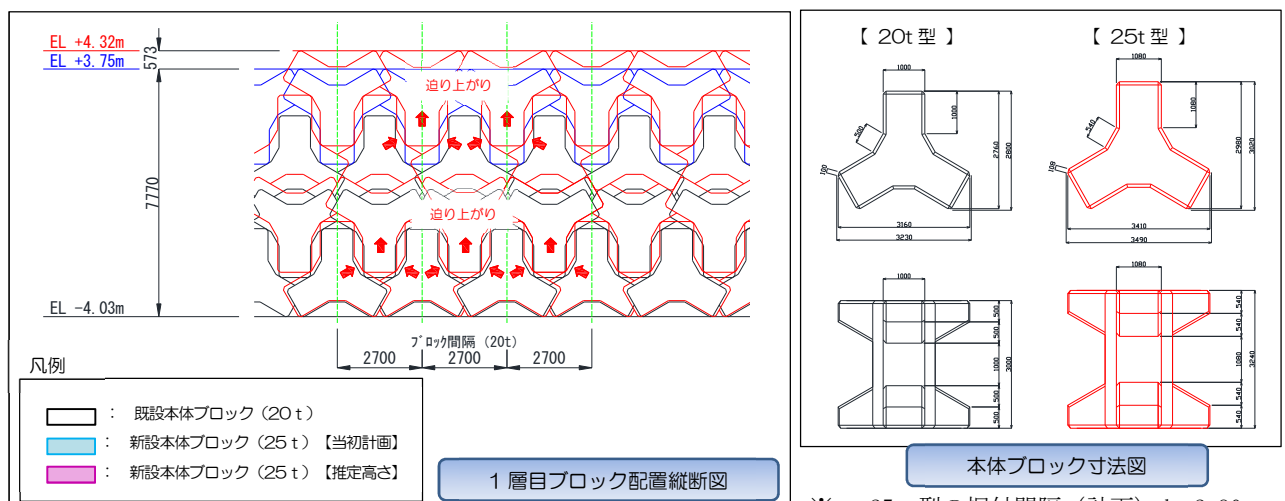 EL +4.32m
573
EL +3.75m
7770
EL -4.03m
迫り上がり
迫り上がり
ブロック間隔（20t）
2700
2700
2700
凡例
： 既設本体ブロック（20ｔ）
： 新設本体ブロック（25ｔ）【当初計画】
： 新設本体ブロック（25ｔ）【推定高さ】
1層目ブロック配置縦断図
【 20t型 】
1000
1000
500
100
2760
2800
3160
3230
1000
500
500
1000
500
500
3000
【 25t型 】
1080
1080
540
108
2980
3020
3410
3490
1080
540
540
1080
540
540
3240
本体ブロック寸法図